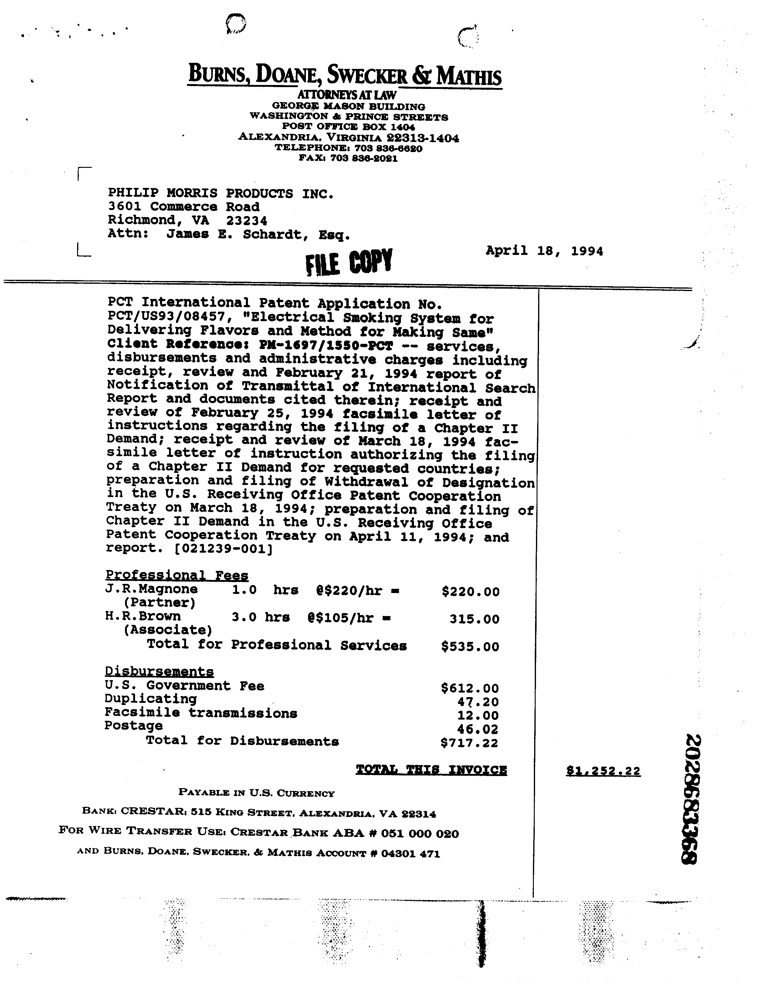 BURNS, DOANE, SWECKER & MATHIS
ATTORNEYS AT LAW
GEORGE MASON BUILDING
WASHINGTON & PRINCE STREETS
POST OFFICE BOX 1404
ALEXANDRIA, VIRGINIA 22313-1404
TELEPHONE: 703 836-6620
FAX: 703 836-2021
PHILIP MORRIS PRODUCTS INC.
3601 Commerce Road
Richmond, VA 23234
Attn: James E. Schardt, Esq.
April 18, 1994
FILE COPY
PCT International Patent Application No.
PCT/US93/08457, "Electrical Smoking System for
Delivering Flavors and Method for Making Same"
Client Reference: PM-1697/1550-PCT -- services,
disbursements and administrative charges including
receipt, review and February 21, 1994 report of
Notification of Transmittal of International Search
Report and documents cited therein; receipt and
review of February 25, 1994 facsimile letter of
instructions regarding the filing of a Chapter II
Demand; receipt and review of March 18, 1994 fac-
simile letter of instruction authorizing the filing
of a Chapter II Demand for requested countries;
preparation and filing of Withdrawal of Designation
in the U.S. Receiving Office Patent Cooperation
Treaty on March 18, 1994; preparation and filing of
Chapter II Demand in the U.S. Receiving Office
Patent Cooperation Treaty on April 11, 1994; and
report. [021239-001]
Professional Fees
J.R.Magnone 1.0 hrs @$220/hr = $220.00
(Partner)
H.R.Brown 3.0 hrs @$105/hr = 315.00
(Associate)
Total for Professional Services $535.00
Disbursements
U.S. Government Fee $612.00
Duplicating 47.20
Facsimile transmissions 12.00
Postage 46.02
Total for Disbursements $717.22
TOTAL THIS INVOICE $1,252.22
PAYABLE IN U.S. CURRENCY
BANK: CRESTAR: 515 KING STREET, ALEXANDRIA, VA 22314
FOR WIRE TRANSFER USE: CRESTAR BANK ABA # 051 000 020
AND BURNS, DOANE, SWECKER, & MATHIS ACCOUNT # 04301 471
2028683368